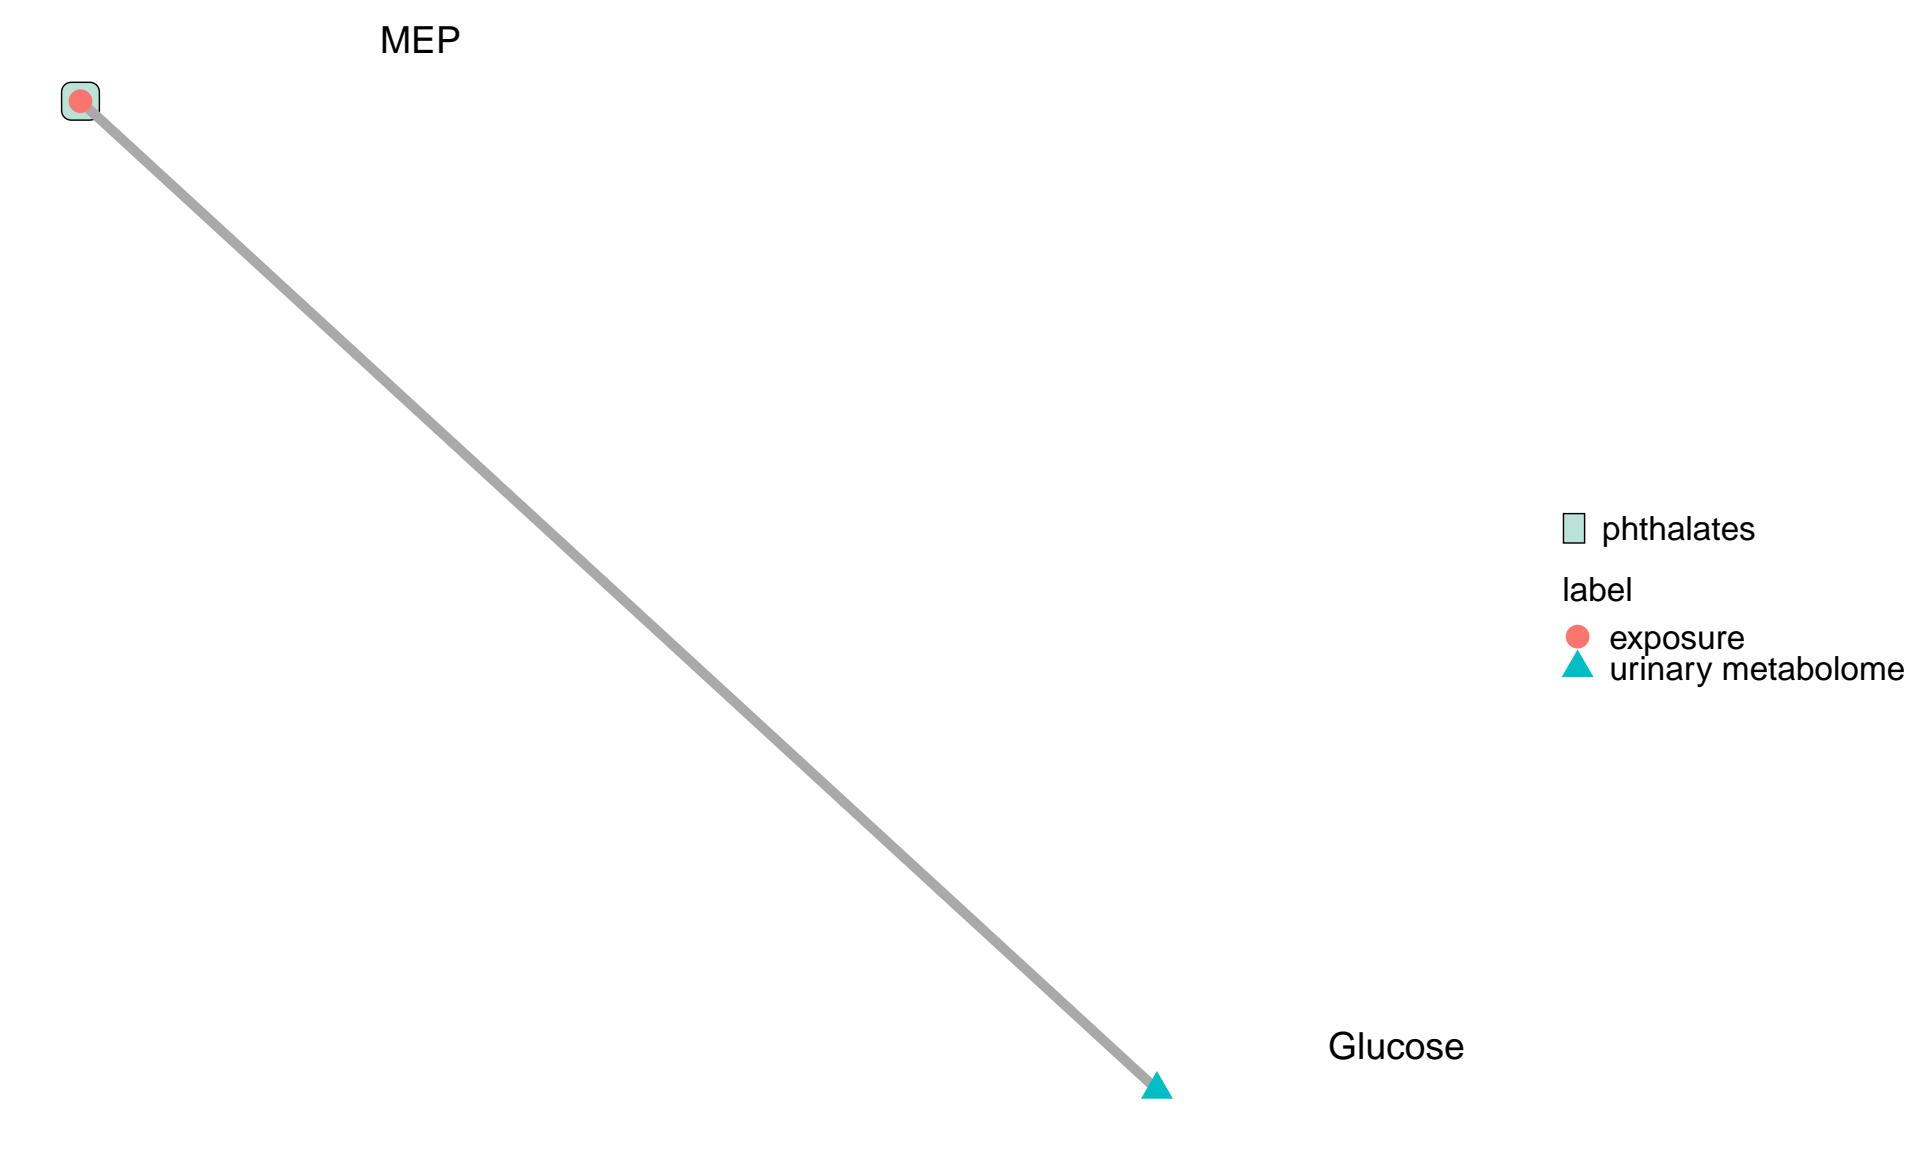 MEP
phthalates
label
exposure
urinary metabolome
Glucose